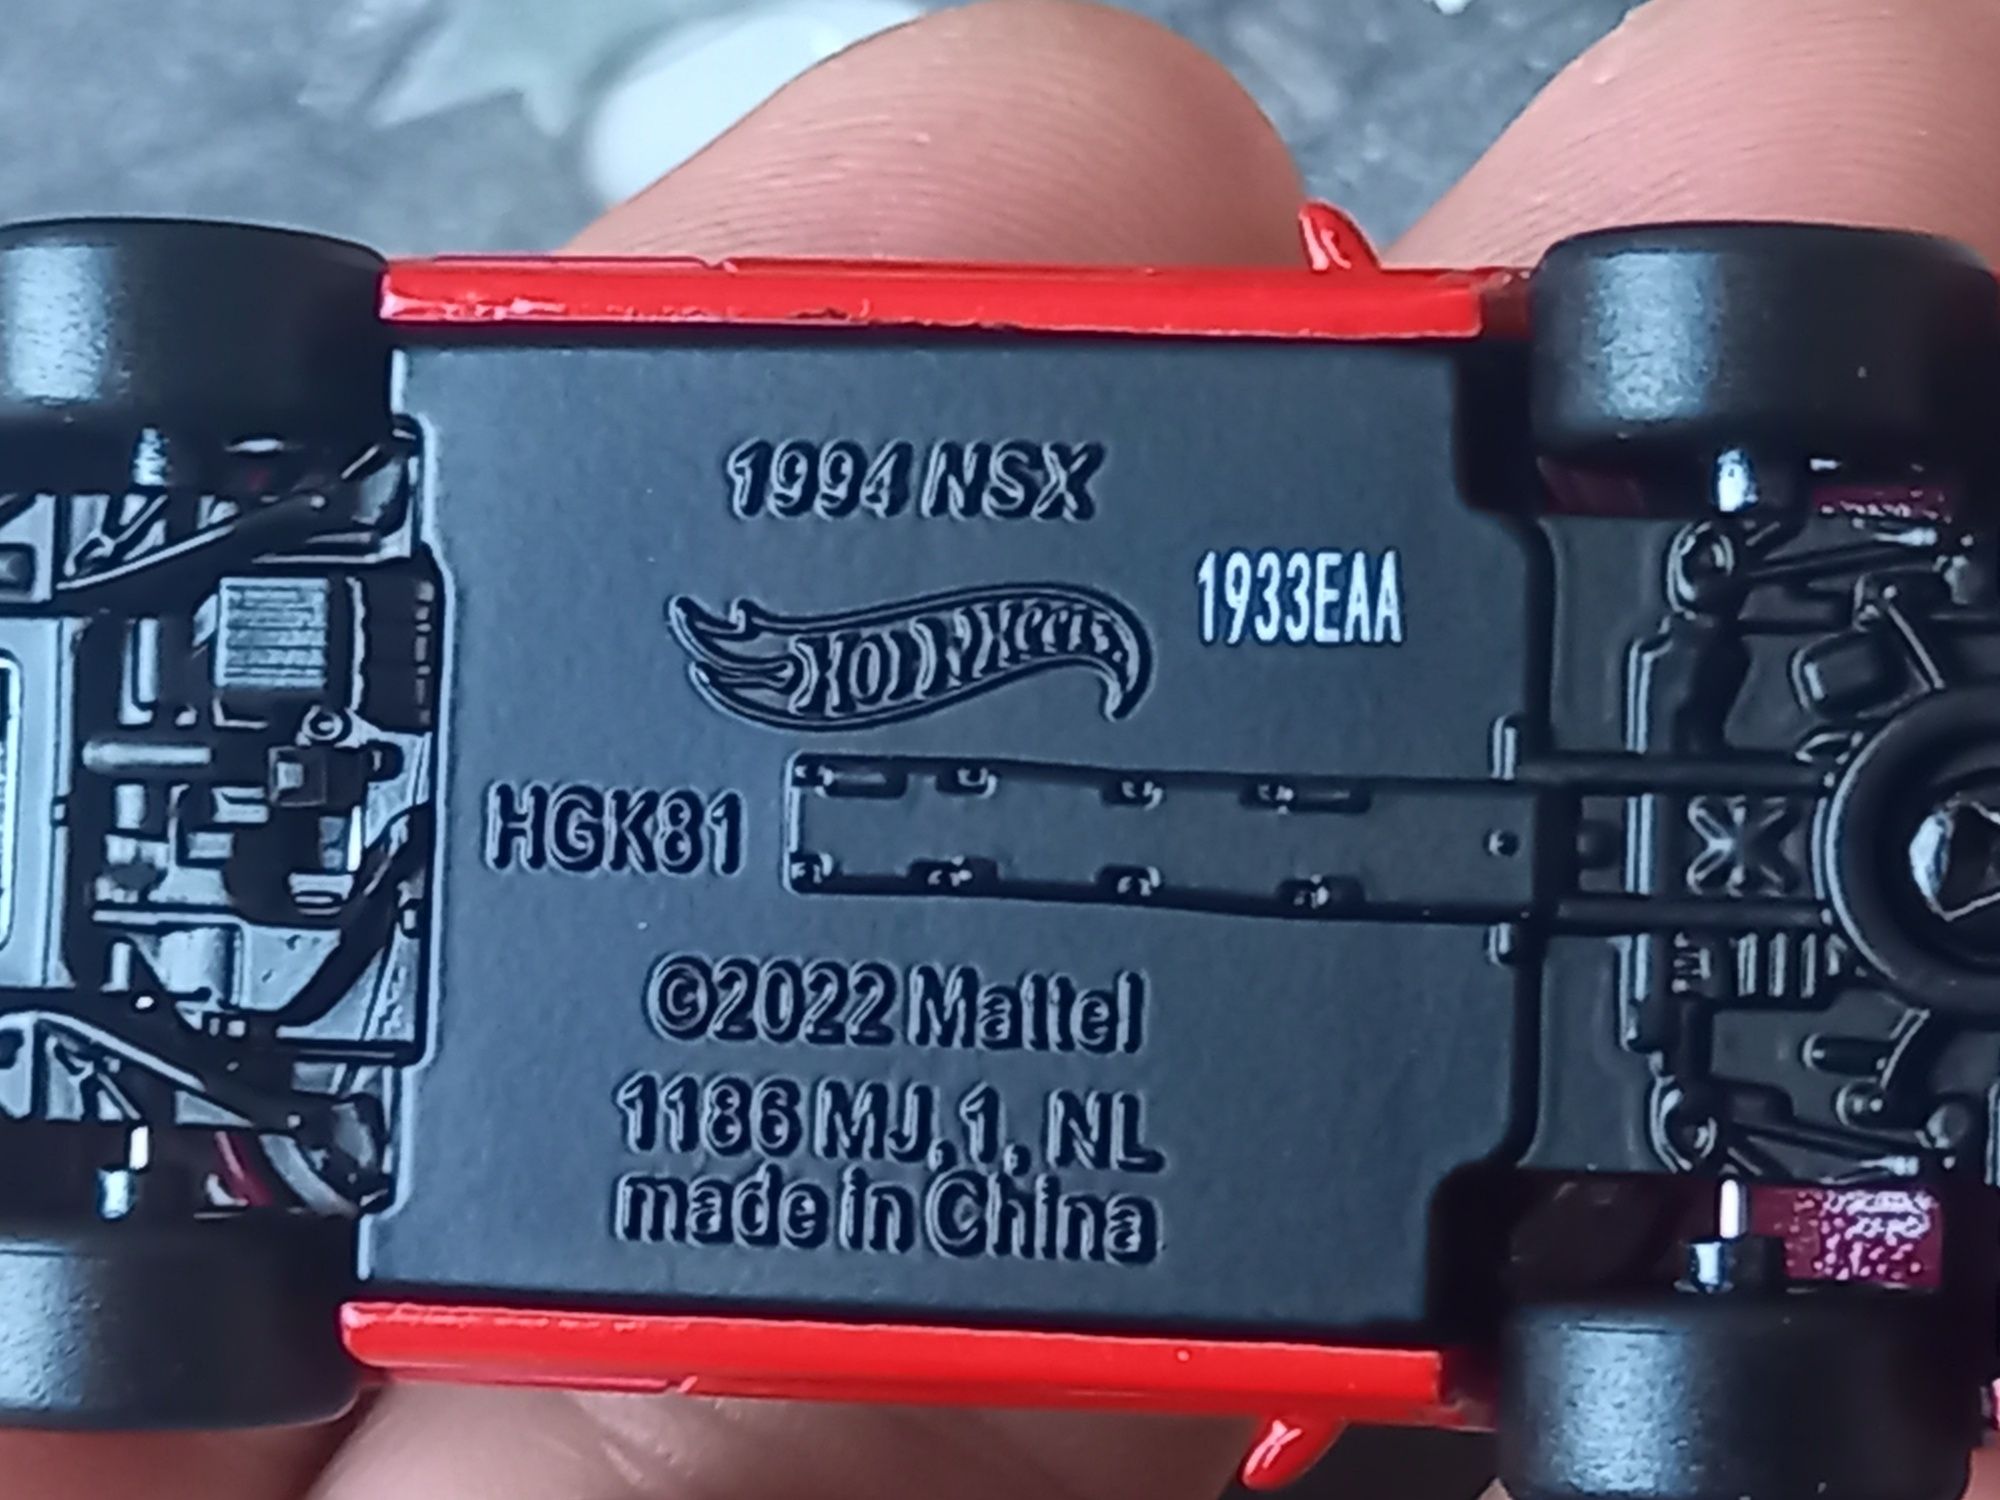 1994 NSX
HOT WHEELS
1933EAA
HGK81
©2022 Mattel
1186 MJ,1, NL
made in China